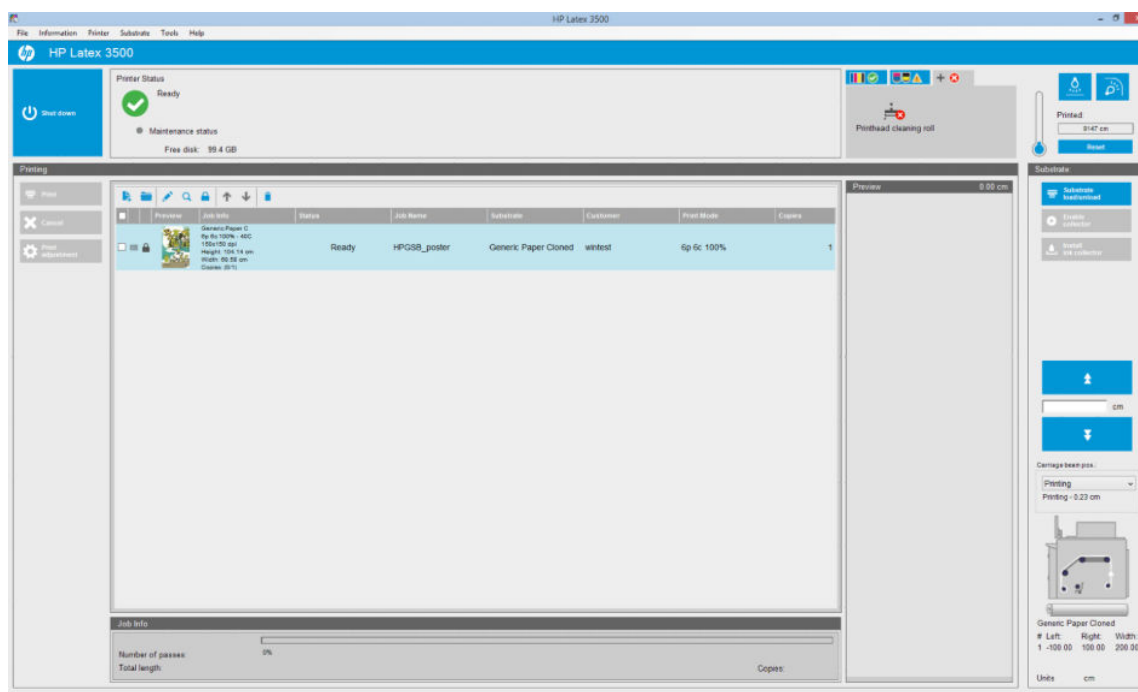 HP Latex 3500
File Information Printer Substrate Tools Help
hp HP Latex 3500
Shut down
Printer Status
Ready
Maintenance status
Free disk: 99.4 GB
Printhead cleaning roll
Printed
9147 cm
Reset
Printing
Substrate:
Print
Cancel
Print adjustment
Preview Job Info Status Job Name Substrate Customer Print Mode Copies
Generic Paper C
6p 6c 100% - 40C
150x150 dpi
Height: 104.14 cm
Width: 69.59 cm
Copies: (0/1)
Ready HPGSB_poster Generic Paper Cloned wintest 6p 6c 100% 1
Preview 0.00 cm
Substrate load/unload
Enable collector
Install ink collector
cm
Carriage beam pos.:
Printing
Printing - 0.23 cm
Generic Paper Cloned
# Left: Right: Width:
1 -100.00 100.00 200.00
Units cm
Job Info
0%
Number of passes:
Total length: Copies: